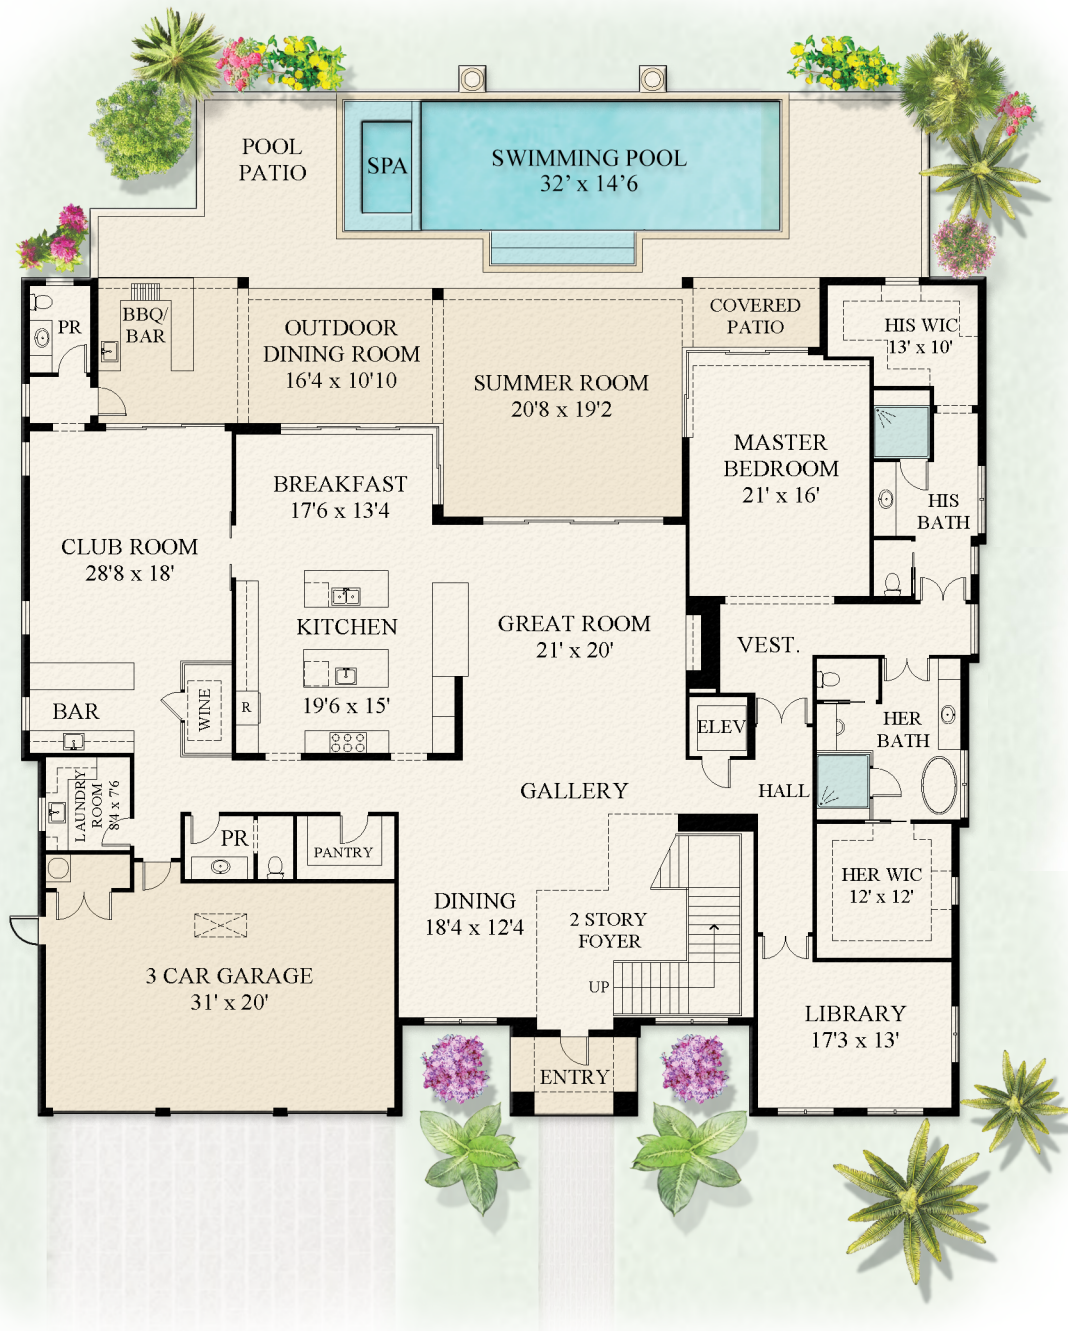 POOL
PATIO
SPA
SWIMMING POOL
32’ x 14’6
PR
BBQ/
BAR
OUTDOOR
DINING ROOM
16'4 x 10'10
SUMMER ROOM
20'8 x 19'2
COVERED
PATIO
HIS WIC
13' x 10'
MASTER
BEDROOM
21' x 16'
HIS
BATH
BREAKFAST
17'6 x 13'4
CLUB ROOM
28'8 x 18'
KITCHEN
19'6 x 15'
GREAT ROOM
21' x 20'
VEST.
BAR
WINE
R
ELEV
HER
BATH
LAUNDRY
ROOM
8'4 x 7'6
GALLERY
HALL
PR
PANTRY
HER WIC
12' x 12'
DINING
18'4 x 12'4
2 STORY
FOYER
UP
3 CAR GARAGE
31' x 20'
LIBRARY
17'3 x 13'
ENTRY